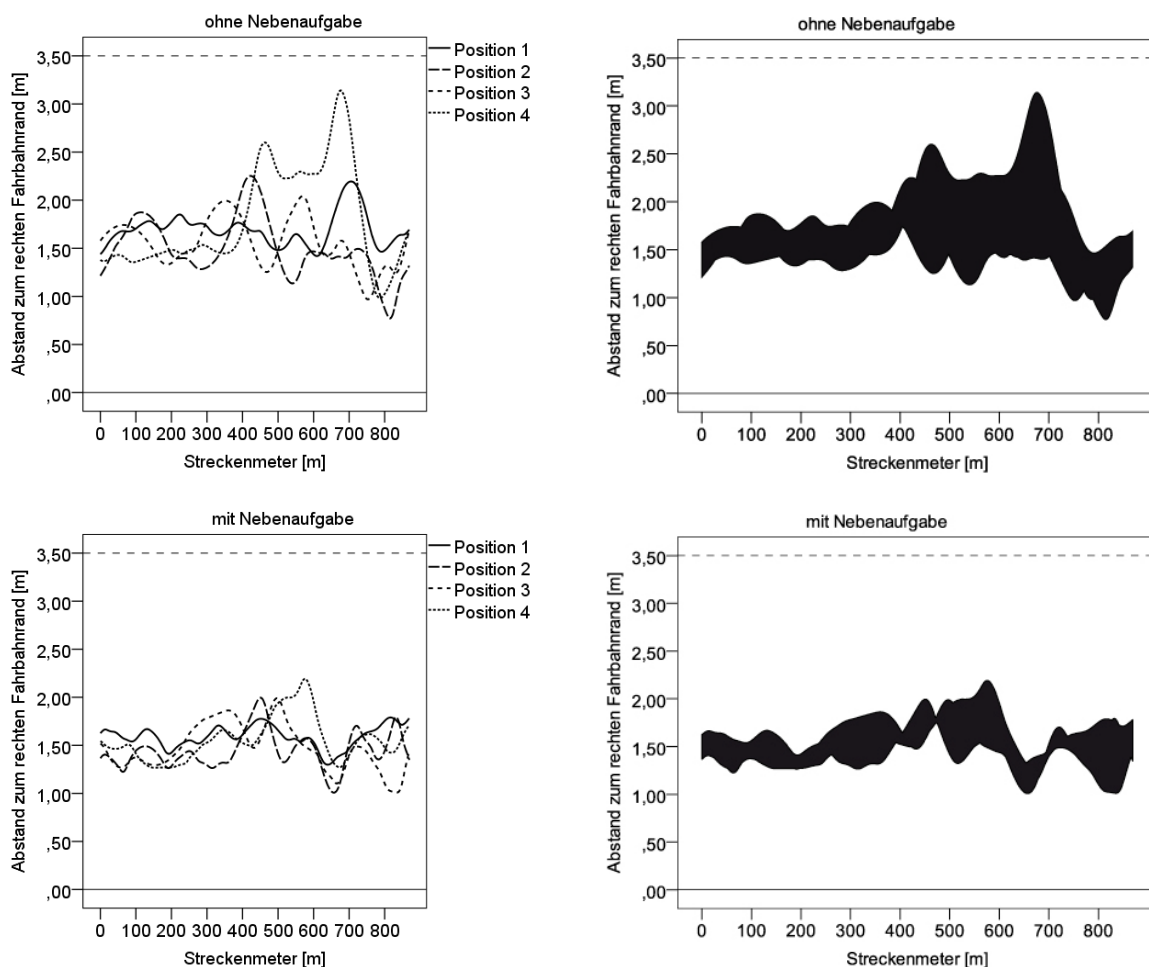 ohne Nebenaufgabe
Abstand zum rechten Fahrbahnrand [m]
3,50
3,00
2,50
2,00
1,50
1,00
,50
,00
0 100 200 300 400 500 600 700 800
Streckenmeter [m]
Position 1
Position 2
Position 3
Position 4
ohne Nebenaufgabe
Abstand zum rechten Fahrbahnrand [m]
3,50
3,00
2,50
2,00
1,50
1,00
,50
,00
0 100 200 300 400 500 600 700 800
Streckenmeter [m]
mit Nebenaufgabe
Abstand zum rechten Fahrbahnrand [m]
3,50
3,00
2,50
2,00
1,50
1,00
,50
,00
0 100 200 300 400 500 600 700 800
Streckenmeter [m]
Position 1
Position 2
Position 3
Position 4
mit Nebenaufgabe
Abstand zum rechten Fahrbahnrand [m]
3,50
3,00
2,50
2,00
1,50
1,00
,50
,00
0 100 200 300 400 500 600 700 800
Streckenmeter [m]